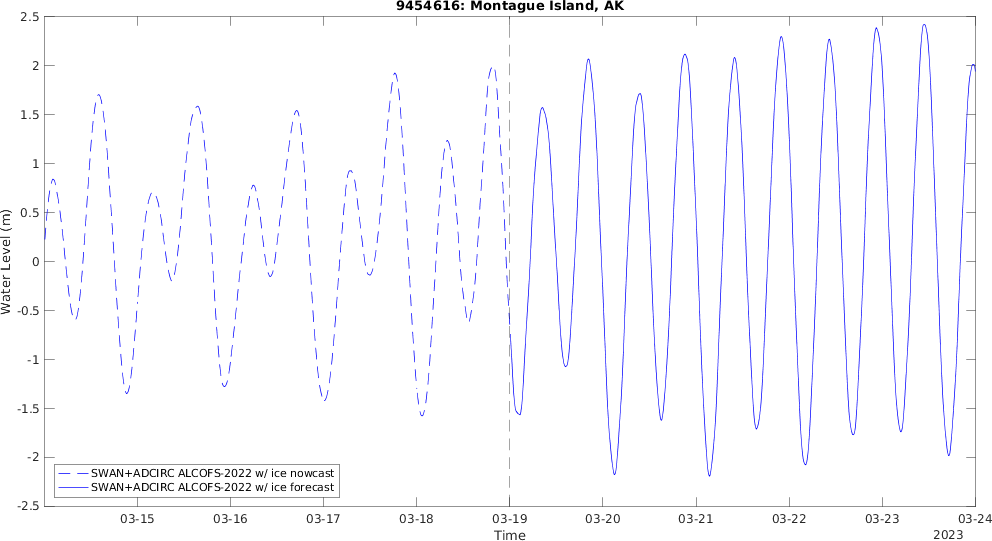 9454616: Montague Island, AK
2.5
2
1.5
1
0.5
0
-0.5
-1
-1.5
-2
-2.5
Water Level (m)
SWAN+ADCIRC ALCOFS-2022 w/ ice nowcast
SWAN+ADCIRC ALCOFS-2022 w/ ice forecast
03-15 03-16 03-17 03-18 03-19 03-20 03-21 03-22 03-23 03-24
Time
2023